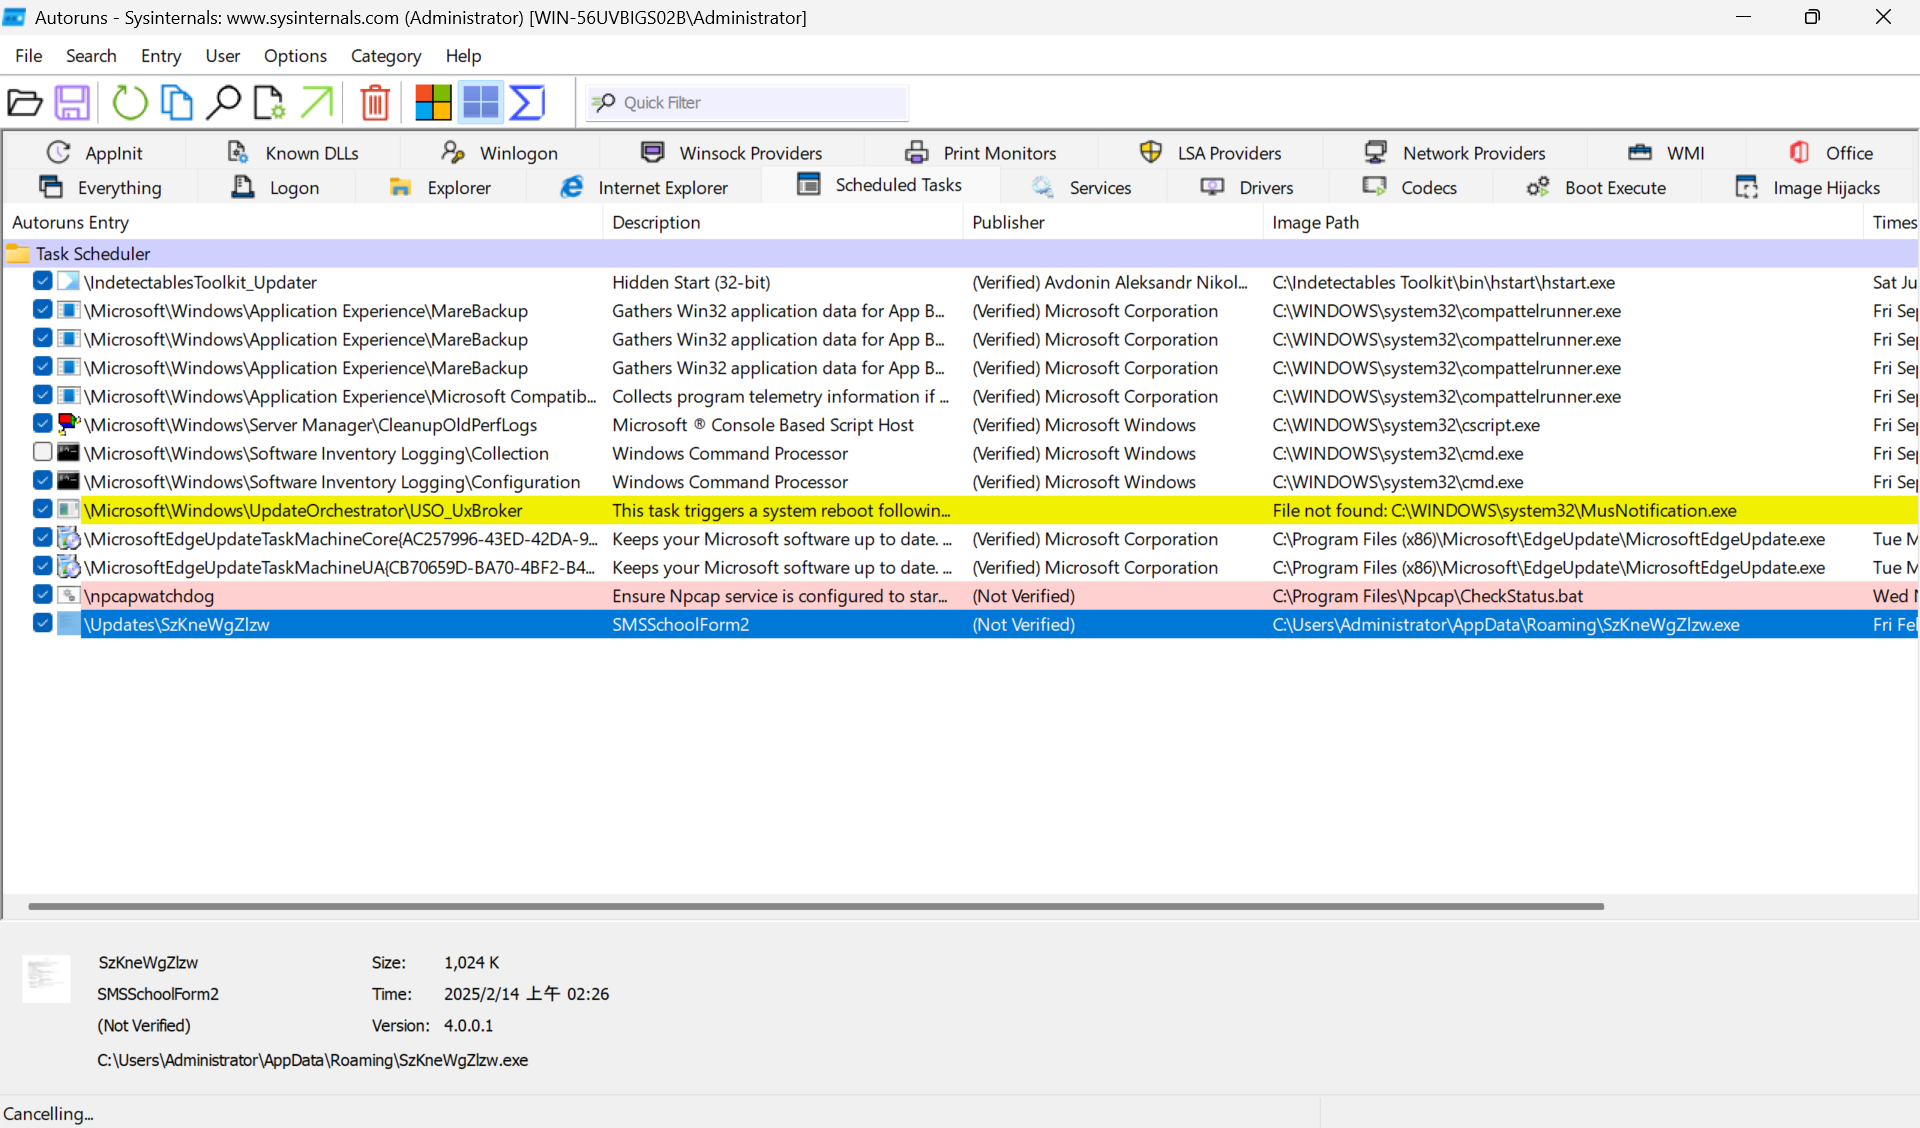 Autoruns - Sysinternals: www.sysinternals.com (Administrator) [WIN-56UVBIGS02B\Administrator]
File Search Entry User Options Category Help
Quick Filter
AppInit Known DLLs Winlogon Winsock Providers Print Monitors LSA Providers Network Providers WMI Office
Everything Logon Explorer Internet Explorer Scheduled Tasks Services Drivers Codecs Boot Execute Image Hijacks
Autoruns Entry Description Publisher Image Path Times
Task Scheduler
\IndetectablesToolkit_Updater Hidden Start (32-bit) (Verified) Avdonin Aleksandr Nikol... C:\Indetectables Toolkit\bin\hstart\hstart.exe Sat Ju
\Microsoft\Windows\Application Experience\MareBackup Gathers Win32 application data for App B... (Verified) Microsoft Corporation C:\WINDOWS\system32\compattelrunner.exe Fri Sep
\Microsoft\Windows\Application Experience\MareBackup Gathers Win32 application data for App B... (Verified) Microsoft Corporation C:\WINDOWS\system32\compattelrunner.exe Fri Sep
\Microsoft\Windows\Application Experience\MareBackup Gathers Win32 application data for App B... (Verified) Microsoft Corporation C:\WINDOWS\system32\compattelrunner.exe Fri Sep
\Microsoft\Windows\Application Experience\Microsoft Compatib... Collects program telemetry information if ... (Verified) Microsoft Corporation C:\WINDOWS\system32\compattelrunner.exe Fri Sep
\Microsoft\Windows\Server Manager\CleanupOldPerfLogs Microsoft ® Console Based Script Host (Verified) Microsoft Windows C:\WINDOWS\system32\cscript.exe Fri Sep
\Microsoft\Windows\Software Inventory Logging\Collection Windows Command Processor (Verified) Microsoft Windows C:\WINDOWS\system32\cmd.exe Fri Sep
\Microsoft\Windows\Software Inventory Logging\Configuration Windows Command Processor (Verified) Microsoft Windows C:\WINDOWS\system32\cmd.exe Fri Sep
\Microsoft\Windows\UpdateOrchestrator\USO_UxBroker This task triggers a system reboot followin... File not found: C:\WINDOWS\system32\MusNotification.exe
\MicrosoftEdgeUpdateTaskMachineCore{AC257996-43ED-42DA-9... Keeps your Microsoft software up to date. ... (Verified) Microsoft Corporation C:\Program Files (x86)\Microsoft\EdgeUpdate\MicrosoftEdgeUpdate.exe Tue M
\MicrosoftEdgeUpdateTaskMachineUA{CB70659D-BA70-4BF2-B4... Keeps your Microsoft software up to date. ... (Verified) Microsoft Corporation C:\Program Files (x86)\Microsoft\EdgeUpdate\MicrosoftEdgeUpdate.exe Tue M
\npcapwatchdog Ensure Npcap service is configured to star... (Not Verified) C:\Program Files\Npcap\CheckStatus.bat Wed
\Updates\SzKneWgZlzw SMSSchoolForm2 (Not Verified) C:\Users\Administrator\AppData\Roaming\SzKneWgZlzw.exe Fri Fel
SzKneWgZlzw Size: 1,024 K
SMSSchoolForm2 Time: 2025/2/14 上午 02:26
(Not Verified) Version: 4.0.0.1
C:\Users\Administrator\AppData\Roaming\SzKneWgZlzw.exe
Cancelling...